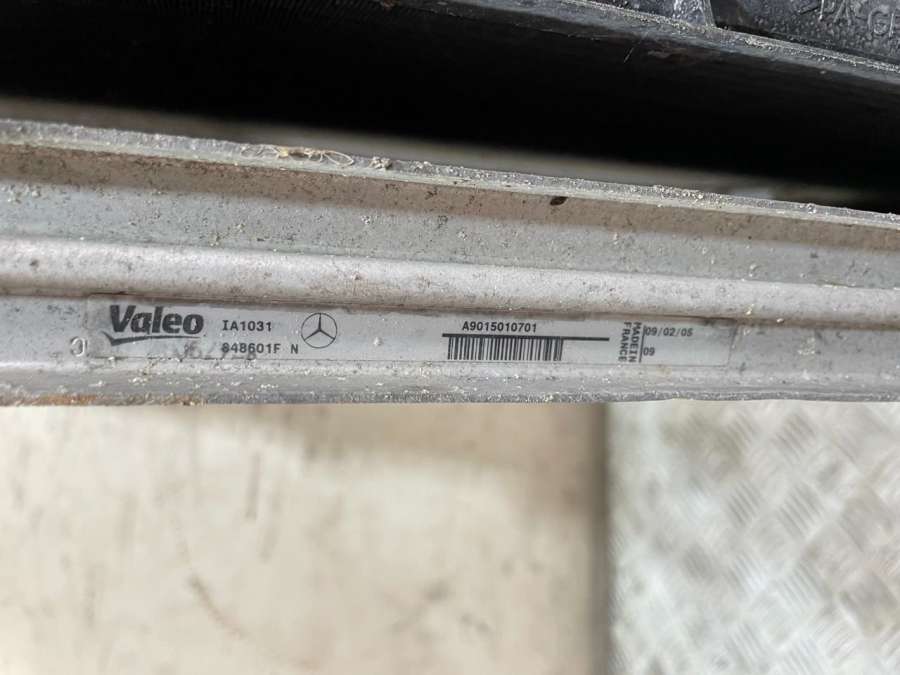 Valeo
IA1031
848601F N
A9015010701
MADE IN
FRANCE
09/02/05
09